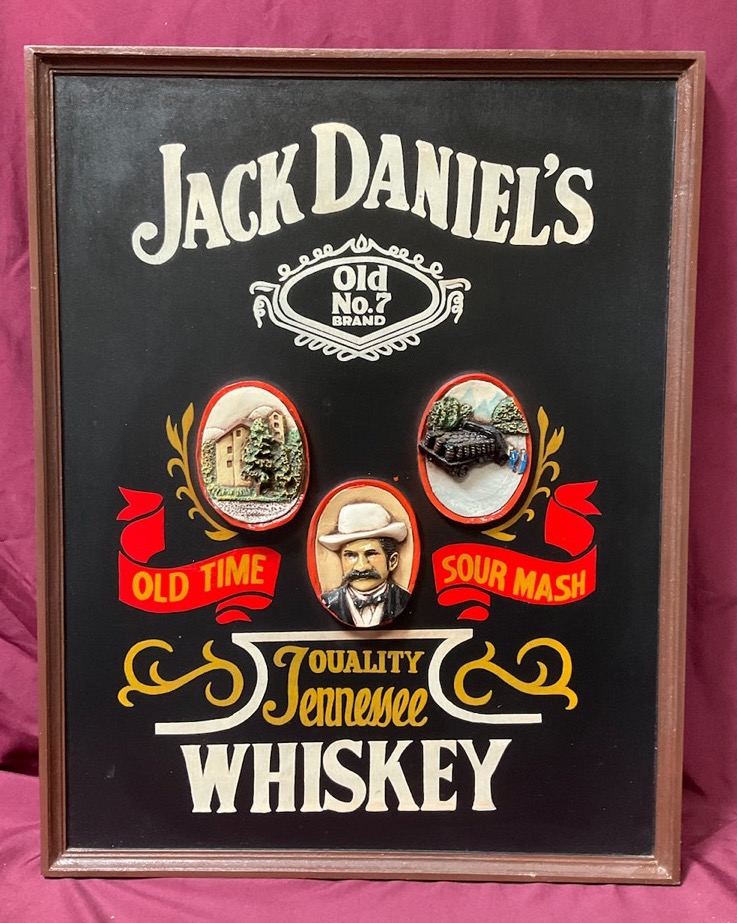 JACK DANIEL'S
Old
No.7
BRAND
OLD TIME
SOUR MASH
QUALITY
Tennessee
WHISKEY